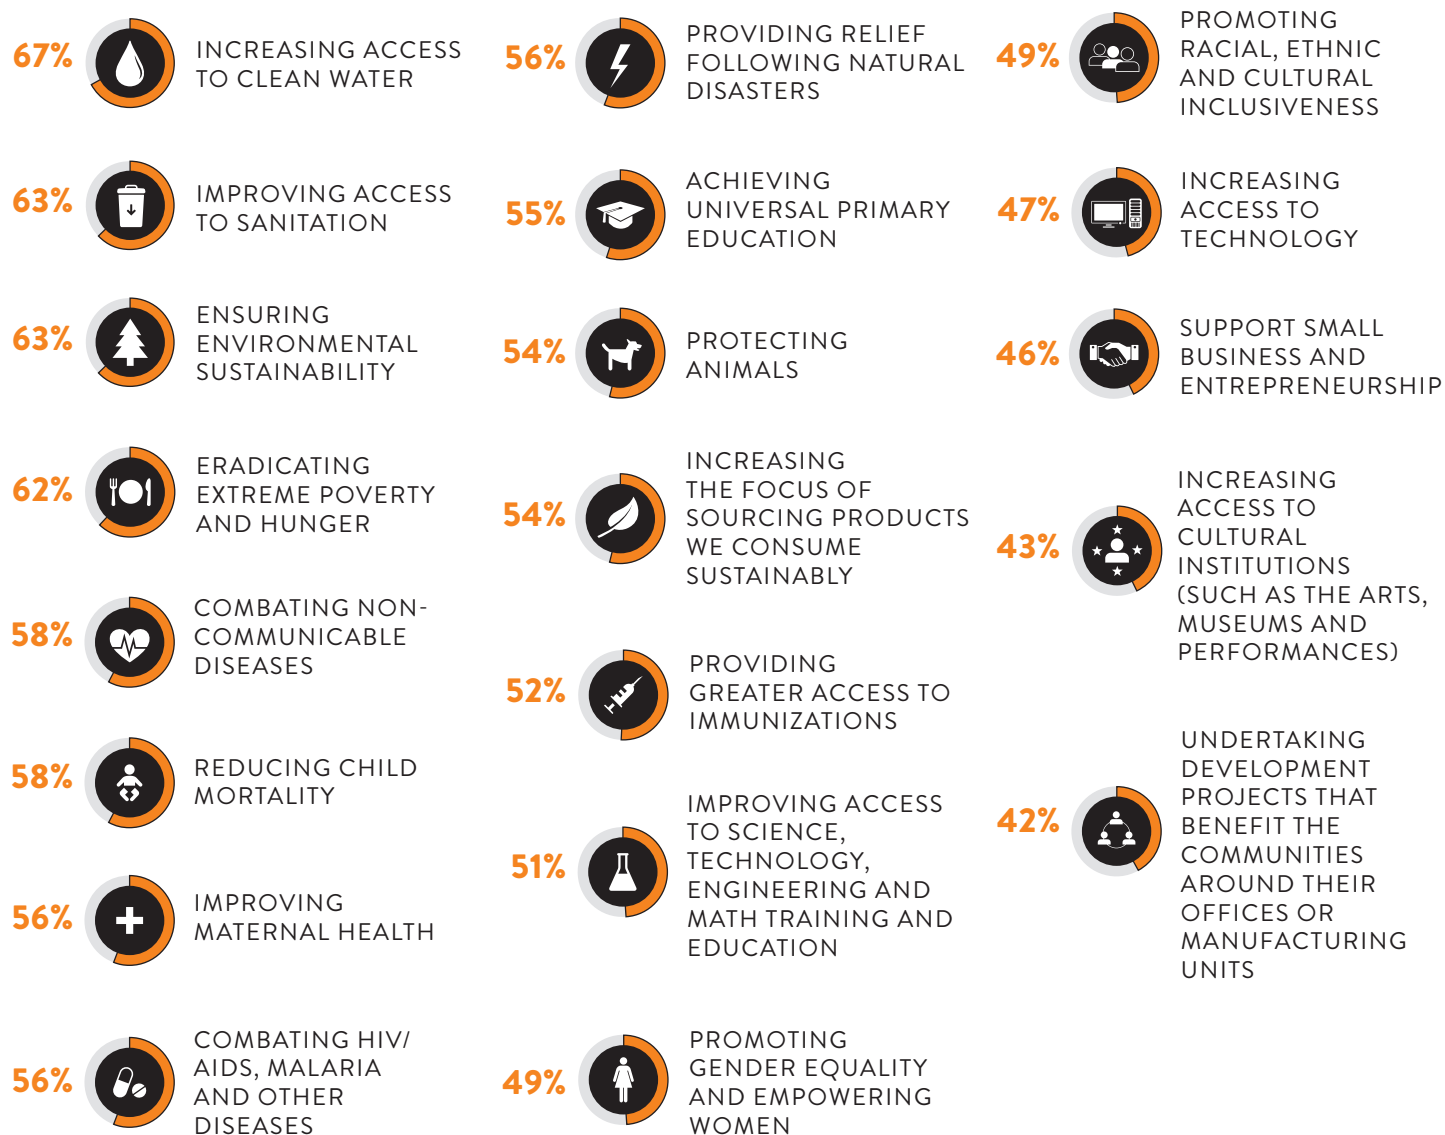 67%
INCREASING ACCESS
TO CLEAN WATER
63%
IMPROVING ACCESS
TO SANITATION
63%
ENSURING
ENVIRONMENTAL
SUSTAINABILITY
62%
ERADICATING
EXTREME POVERTY
AND HUNGER
58%
COMBATING NON-
COMMUNICABLE
DISEASES
58%
REDUCING CHILD
MORTALITY
56%
IMPROVING
MATERNAL HEALTH
56%
COMBATING HIV/
AIDS, MALARIA
AND OTHER
DISEASES
56%
PROVIDING RELIEF
FOLLOWING NATURAL
DISASTERS
55%
ACHIEVING
UNIVERSAL PRIMARY
EDUCATION
54%
PROTECTING
ANIMALS
54%
INCREASING
THE FOCUS OF
SOURCING PRODUCTS
WE CONSUME
SUSTAINABLY
52%
PROVIDING
GREATER ACCESS TO
IMMUNIZATIONS
51%
IMPROVING ACCESS
TO SCIENCE,
TECHNOLOGY,
ENGINEERING AND
MATH TRAINING AND
EDUCATION
49%
PROMOTING
GENDER EQUALITY
AND EMPOWERING
WOMEN
49%
PROMOTING
RACIAL, ETHNIC
AND CULTURAL
INCLUSIVENESS
47%
INCREASING
ACCESS TO
TECHNOLOGY
46%
SUPPORT SMALL
BUSINESS AND
ENTREPRENEURSHIP
43%
INCREASING
ACCESS TO
CULTURAL
INSTITUTIONS
(SUCH AS THE ARTS,
MUSEUMS AND
PERFORMANCES)
42%
UNDERTAKING
DEVELOPMENT
PROJECTS THAT
BENEFIT THE
COMMUNITIES
AROUND THEIR
OFFICES OR
MANUFACTURING
UNITS